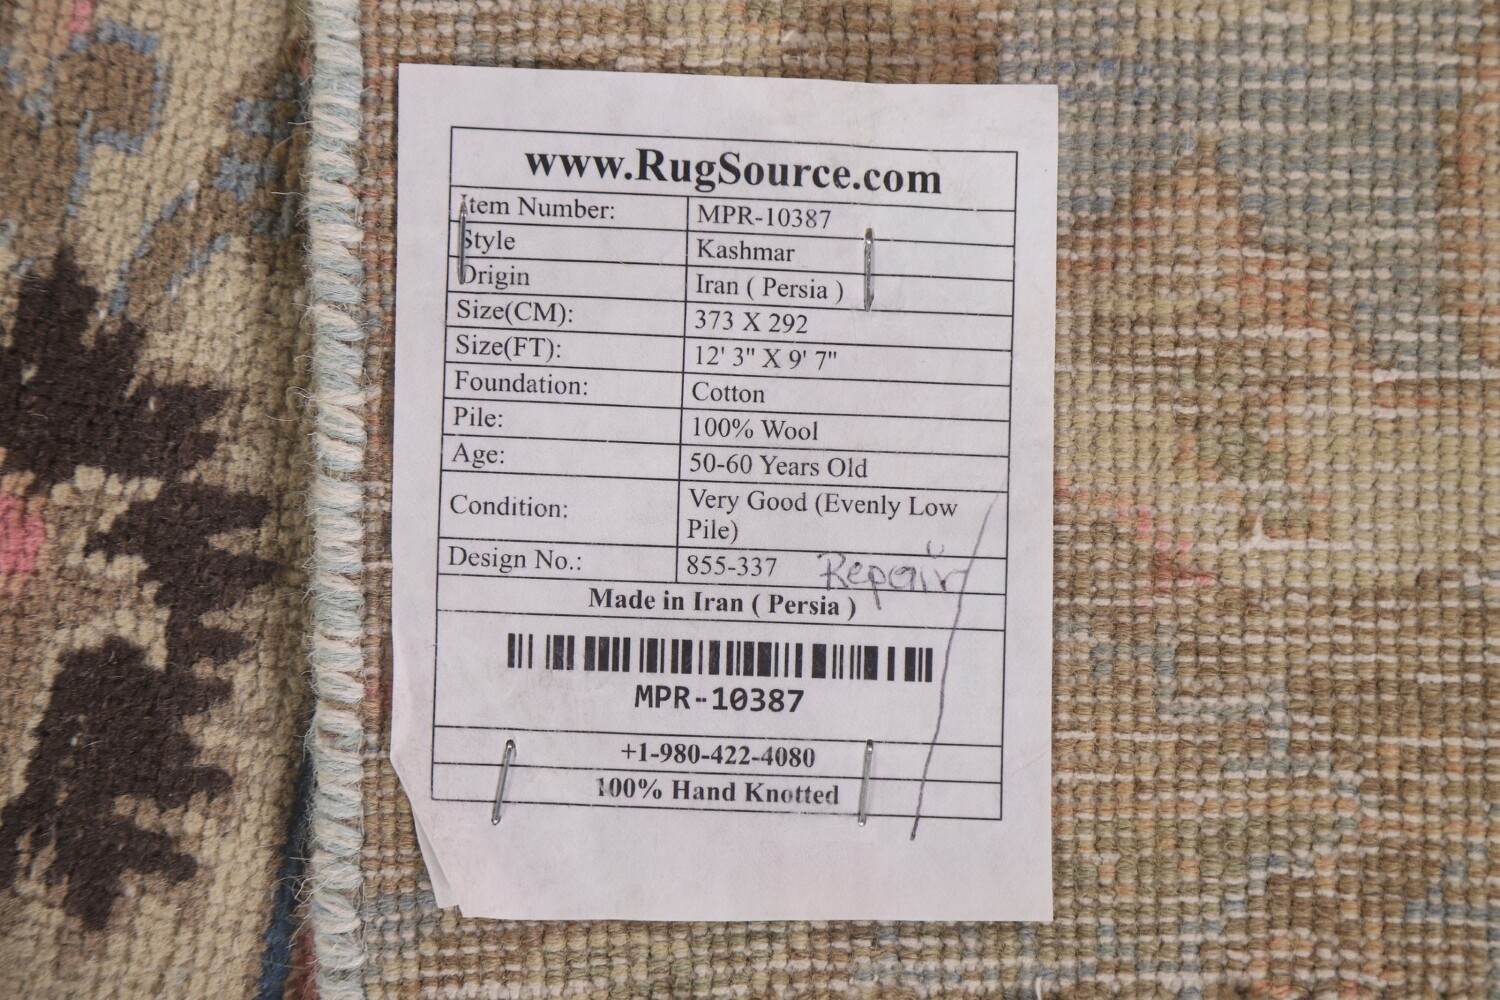 www.RugSource.com
Item Number: MPR-10387
Style Kashmar
Origin Iran ( Persia )
Size(CM): 373 X 292
Size(FT): 12' 3" X 9' 7"
Foundation: Cotton
Pile: 100% Wool
Age: 50-60 Years Old
Condition: Very Good (Evenly Low
Pile)
Design No.: 855-337 Repair
Made in Iran ( Persia )
MPR-10387
+1-980-422-4080
100% Hand Knotted